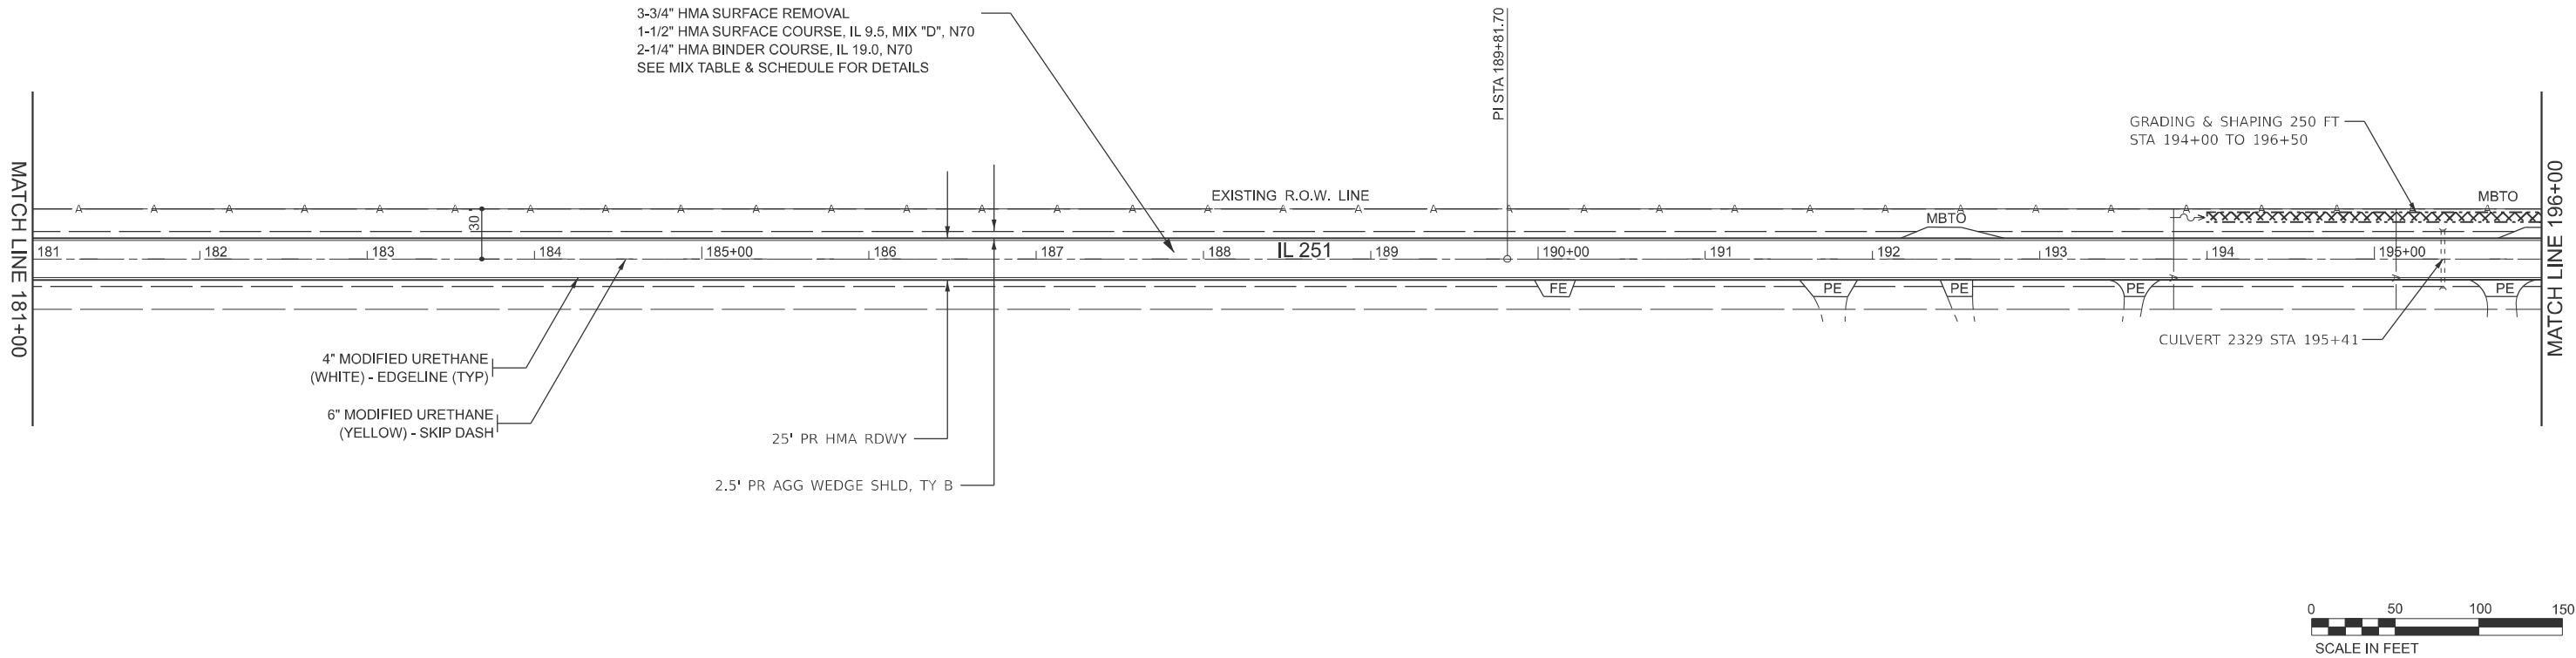 3-3/4" HMA SURFACE REMOVAL
1-1/2" HMA SURFACE COURSE, IL 9.5, MIX "D", N70
2-1/4" HMA BINDER COURSE, IL 19.0, N70
SEE MIX TABLE & SCHEDULE FOR DETAILS
PI STA 189+81.70
GRADING & SHAPING 250 FT
STA 194+00 TO 196+50
MATCH LINE 181+00
MATCH LINE 196+00
EXISTING R.O.W. LINE
MBTO
MBTO
A A A A A A A A A A A A A A A A A A A A A A A A A A A A A A A A A
30'
181 182 183 184 185+00 186 187 188 IL 251 189 190+00 191 192 193 194 195+00
A A
FE PE PE PE PE
4" MODIFIED URETHANE
(WHITE) - EDGELINE (TYP)
6" MODIFIED URETHANE
(YELLOW) - SKIP DASH
25' PR HMA RDWY
2.5' PR AGG WEDGE SHLD, TY B
CULVERT 2329 STA 195+41
0 50 100 150
SCALE IN FEET